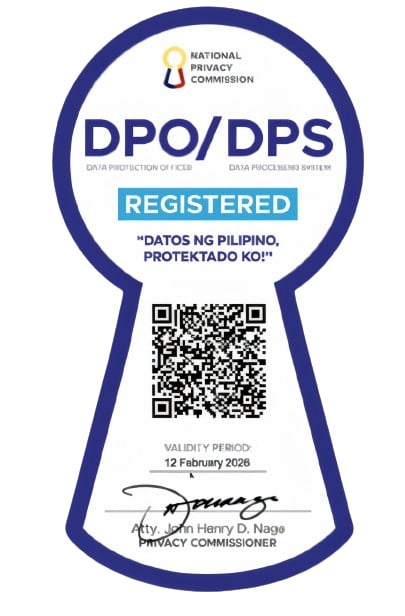 NATIONAL
PRIVACY
COMMISSION
DPO/DPS
DATA PROTECTION OFFICER DATA PROCESSING SYSTEM
REGISTERED
"DATOS NG PILIPINO,
PROTEKTADO KO!"
VALIDITY PERIOD:
12 February 2026
Atty. John Henry D. Naga
PRIVACY COMMISSIONER